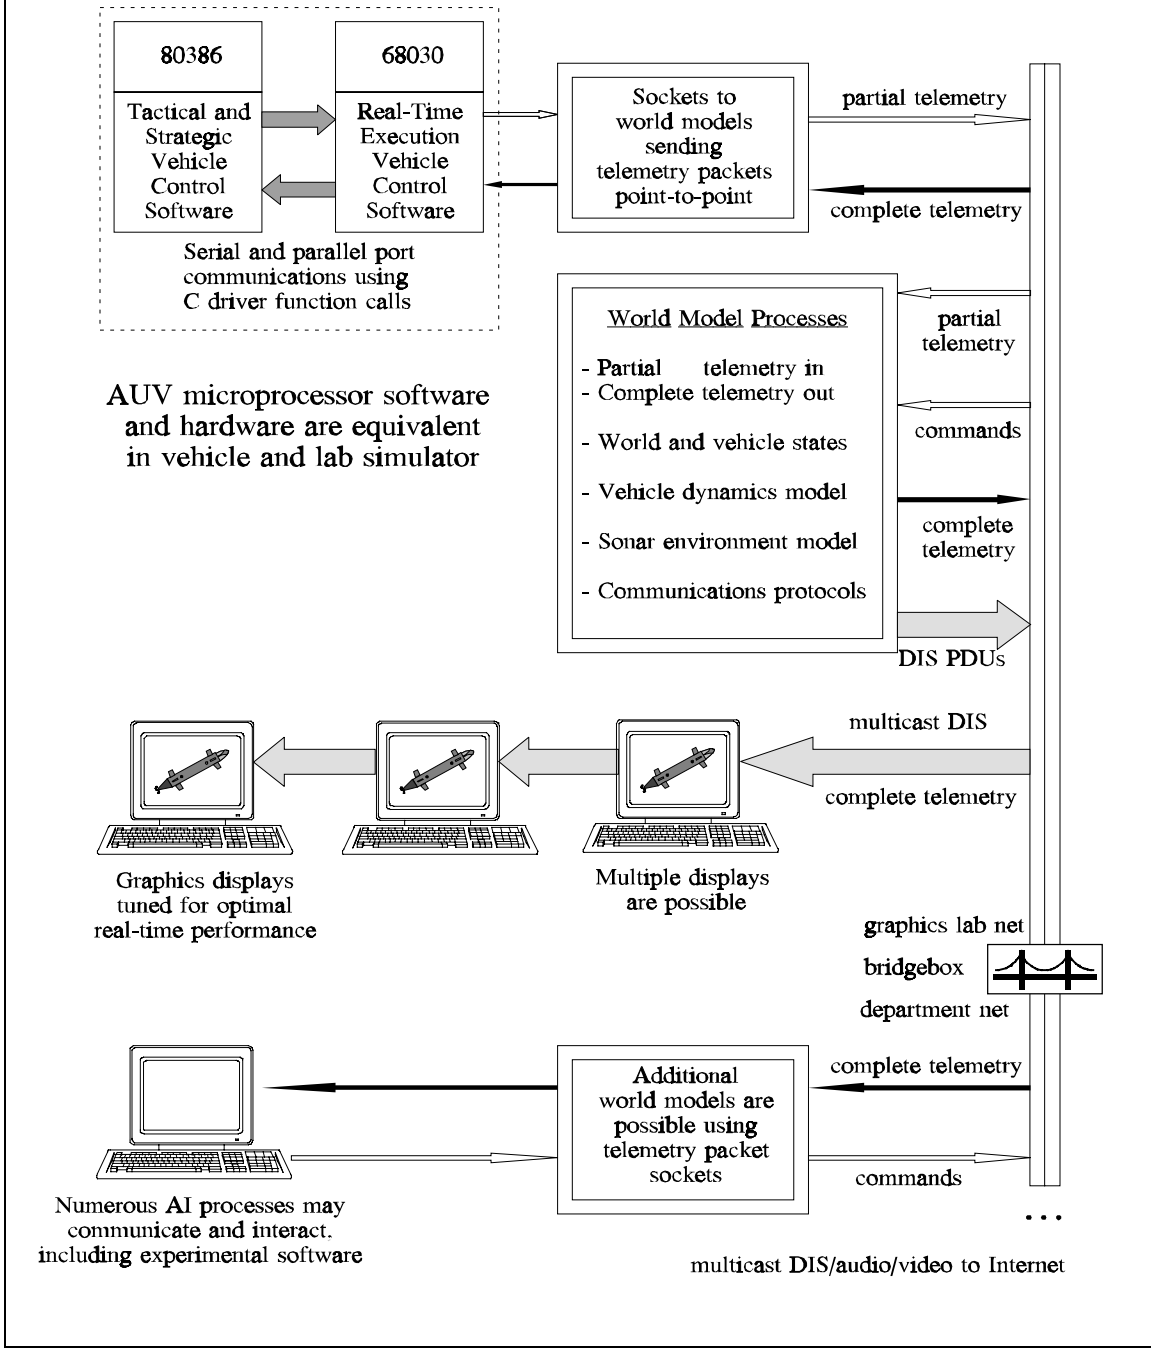 80386
68030
Tactical and
Strategic
Vehicle
Control
Software
Real-Time
Execution
Vehicle
Control
Software
Serial and parallel port
communications using
C driver function calls
Sockets to
world models
sending
telemetry packets
point-to-point
partial telemetry
complete telemetry
AUV microprocessor software
and hardware are equivalent
in vehicle and lab simulator
World Model Processes
- Partial telemetry in
- Complete telemetry out
- World and vehicle states
- Vehicle dynamics model
- Sonar environment model
- Communications protocols
partial
telemetry
commands
complete
telemetry
DIS PDUs
multicast DIS
complete telemetry
Graphics displays
tuned for optimal
real-time performance
Multiple displays
are possible
graphics lab net
bridgebox
department net
Additional
world models are
possible using
telemetry packet
sockets
complete telemetry
commands
Numerous AI processes may
communicate and interact,
including experimental software
...
multicast DIS/audio/video to Internet